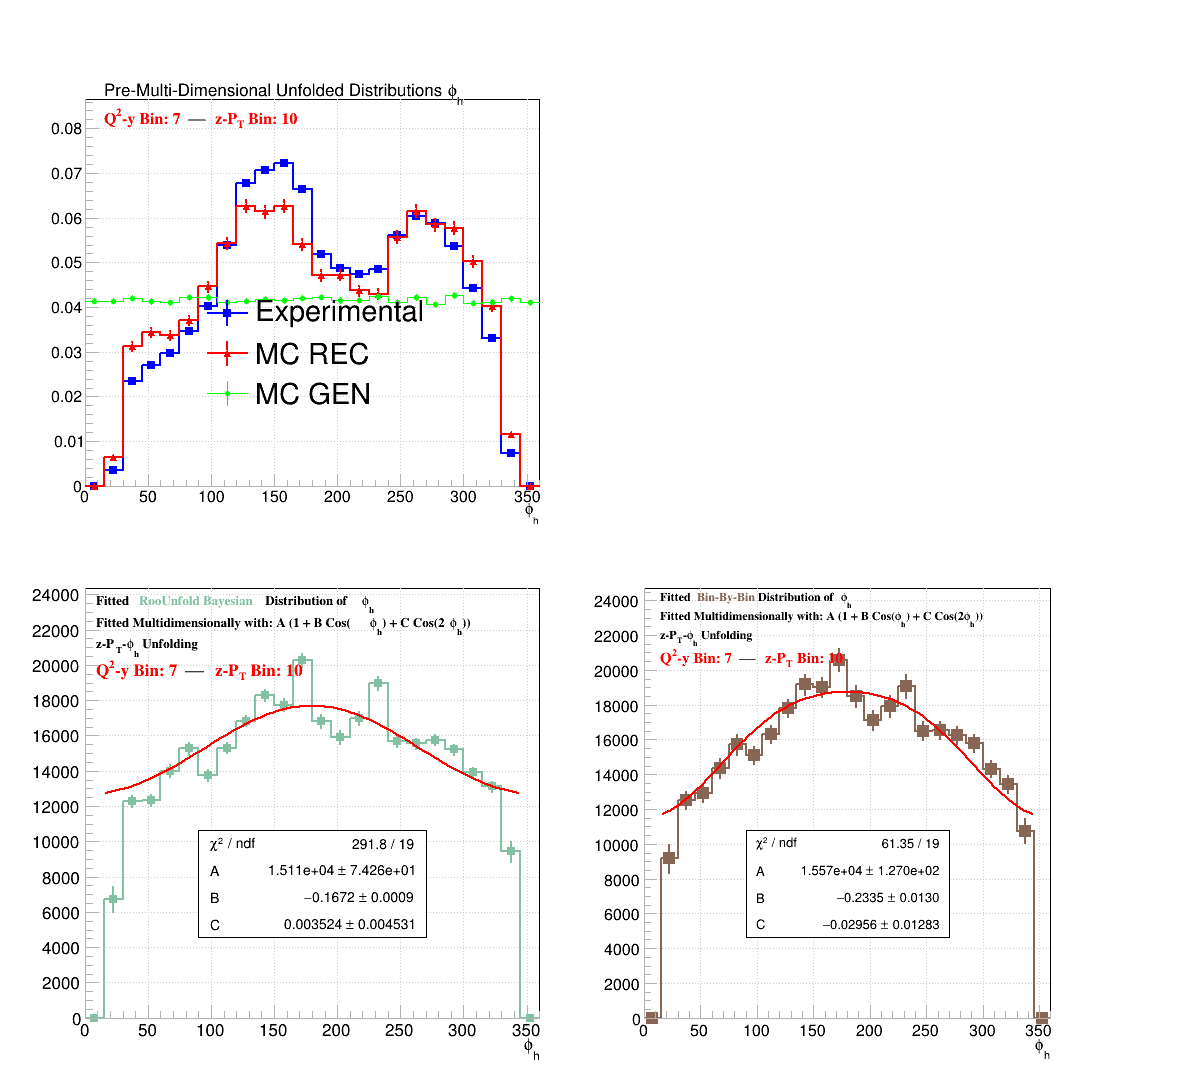 Pre-Multi-Dimensional Unfolded Distributions ϕh
Q²-y Bin: 7 — z-PT Bin: 10
0.08
0.07
0.06
0.05
0.04
0.03
0.02
0.01
0
Experimental
MC REC
MC GEN
0 50 100 150 200 250 300 350
ϕh
Fitted RooUnfold Bayesian Distribution of ϕh
Fitted Multidimensionally with: A (1 + B Cos( ϕh) + C Cos(2 ϕh))
z-PT-ϕh Unfolding
Q²-y Bin: 7 — z-PT Bin: 10
24000
22000
20000
18000
16000
14000
12000
10000
8000
6000
4000
2000
0
χ² / ndf 291.8 / 19
A 1.511e+04 ± 7.426e+01
B −0.1672 ± 0.0009
C 0.003524 ± 0.004531
0 50 100 150 200 250 300 350
ϕh
Fitted Bin-By-Bin Distribution of ϕh
Fitted Multidimensionally with: A (1 + B Cos(ϕh) + C Cos(2ϕh))
z-PT-ϕh Unfolding
Q²-y Bin: 7 — z-PT Bin: 10
24000
22000
20000
18000
16000
14000
12000
10000
8000
6000
4000
2000
0
χ² / ndf 61.35 / 19
A 1.557e+04 ± 1.270e+02
B −0.2335 ± 0.0130
C −0.02956 ± 0.01283
0 50 100 150 200 250 300 350
ϕh